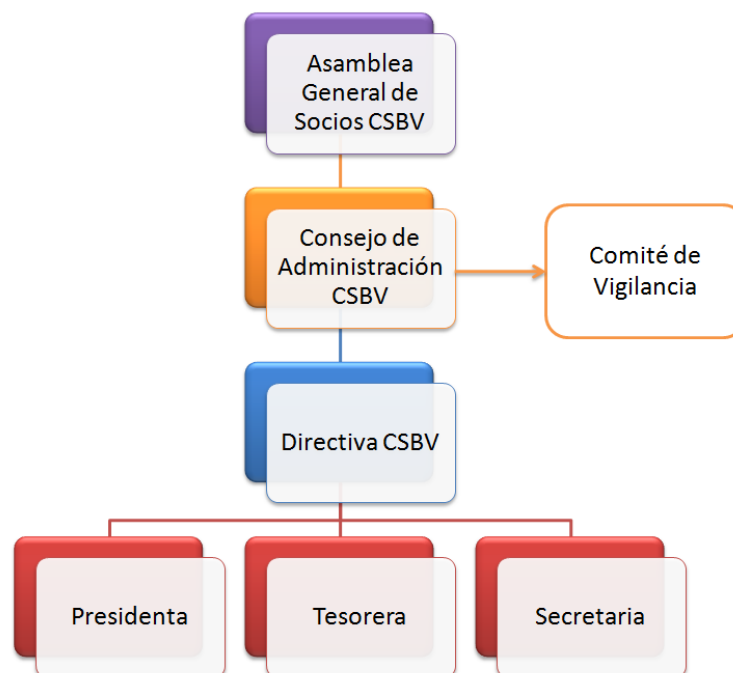 Asamblea
General de
Socios CSBV
Consejo de
Administración
CSBV
Comité de
Vigilancia
Directiva CSBV
Presidenta
Tesorera
Secretaria